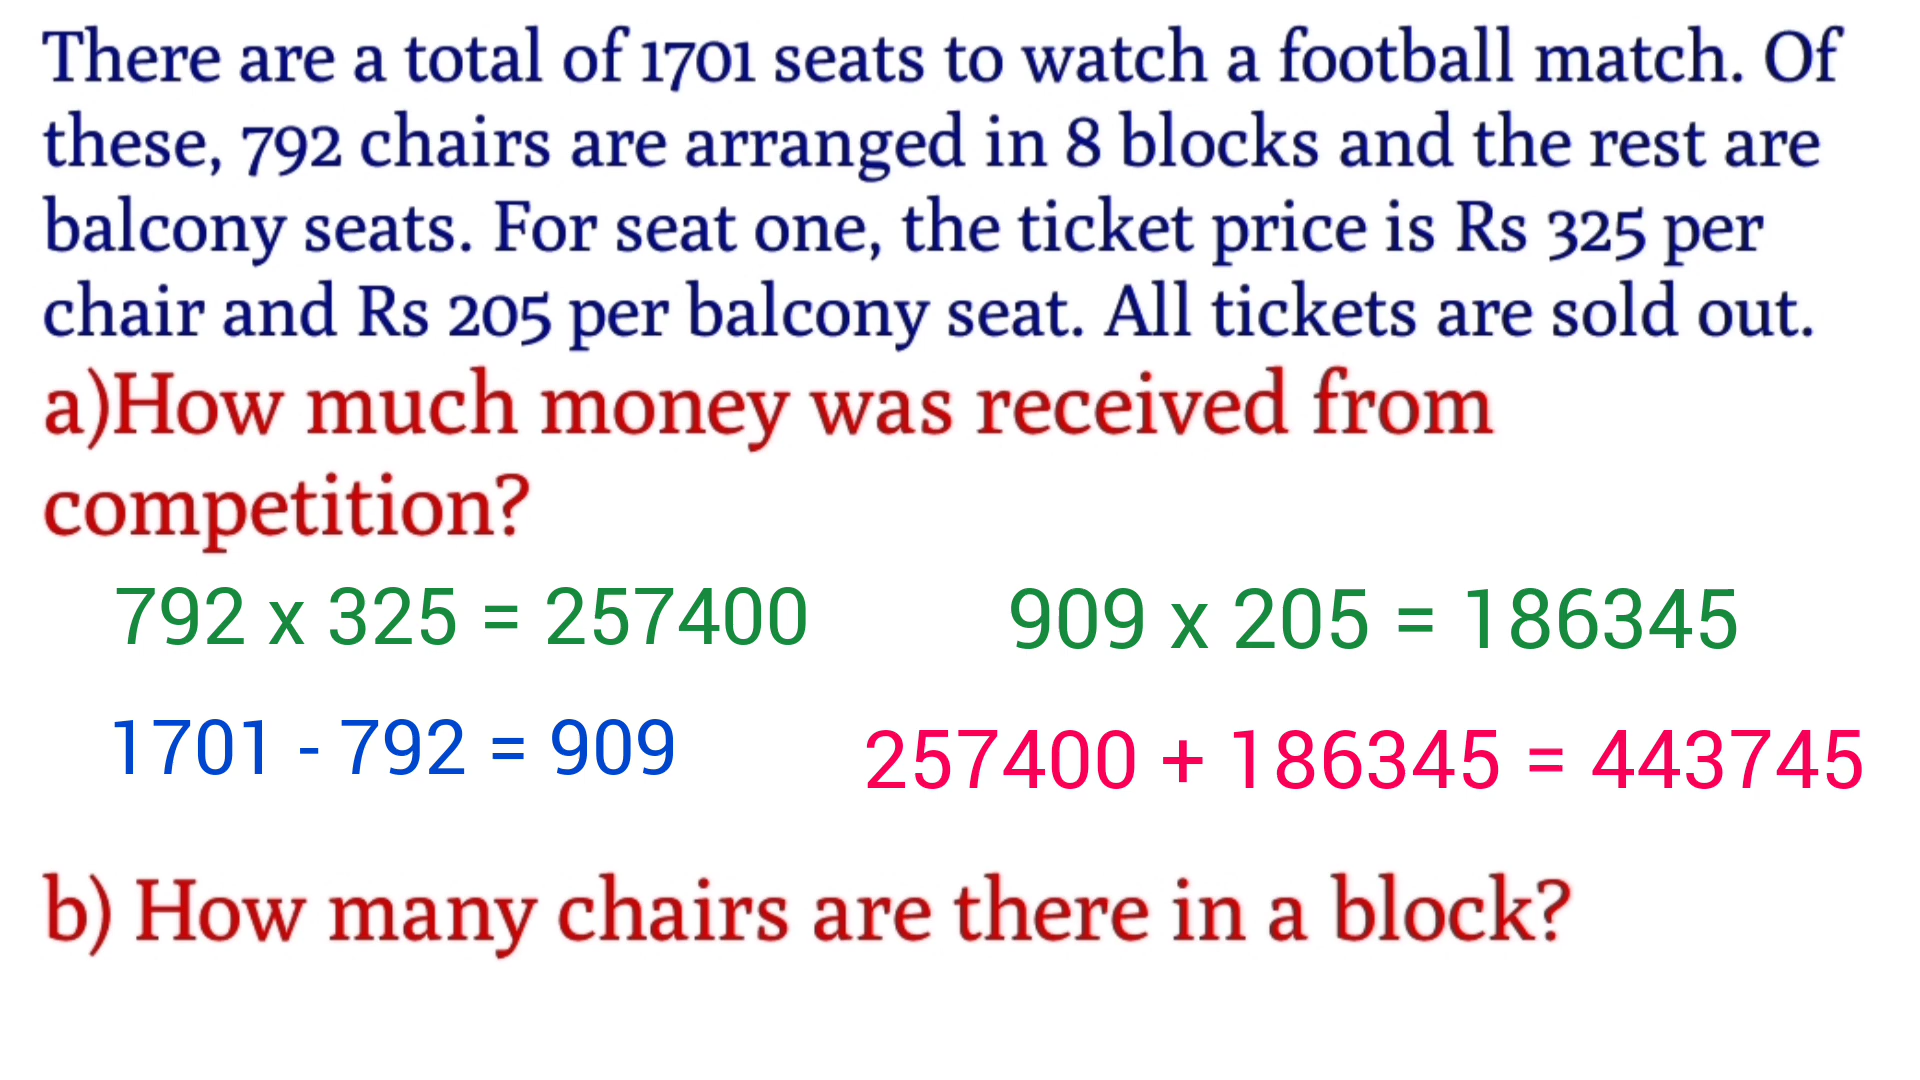 There are a total of 1701 seats to watch a football match. Of
these, 792 chairs are arranged in 8 blocks and the rest are
balcony seats. For seat one, the ticket price is Rs 325 per
chair and Rs 205 per balcony seat. All tickets are sold out.
a)How much money was received from
competition?
792 x 325 = 257400
909 x 205 = 186345
1701 - 792 = 909
257400 + 186345 = 443745
b) How many chairs are there in a block?